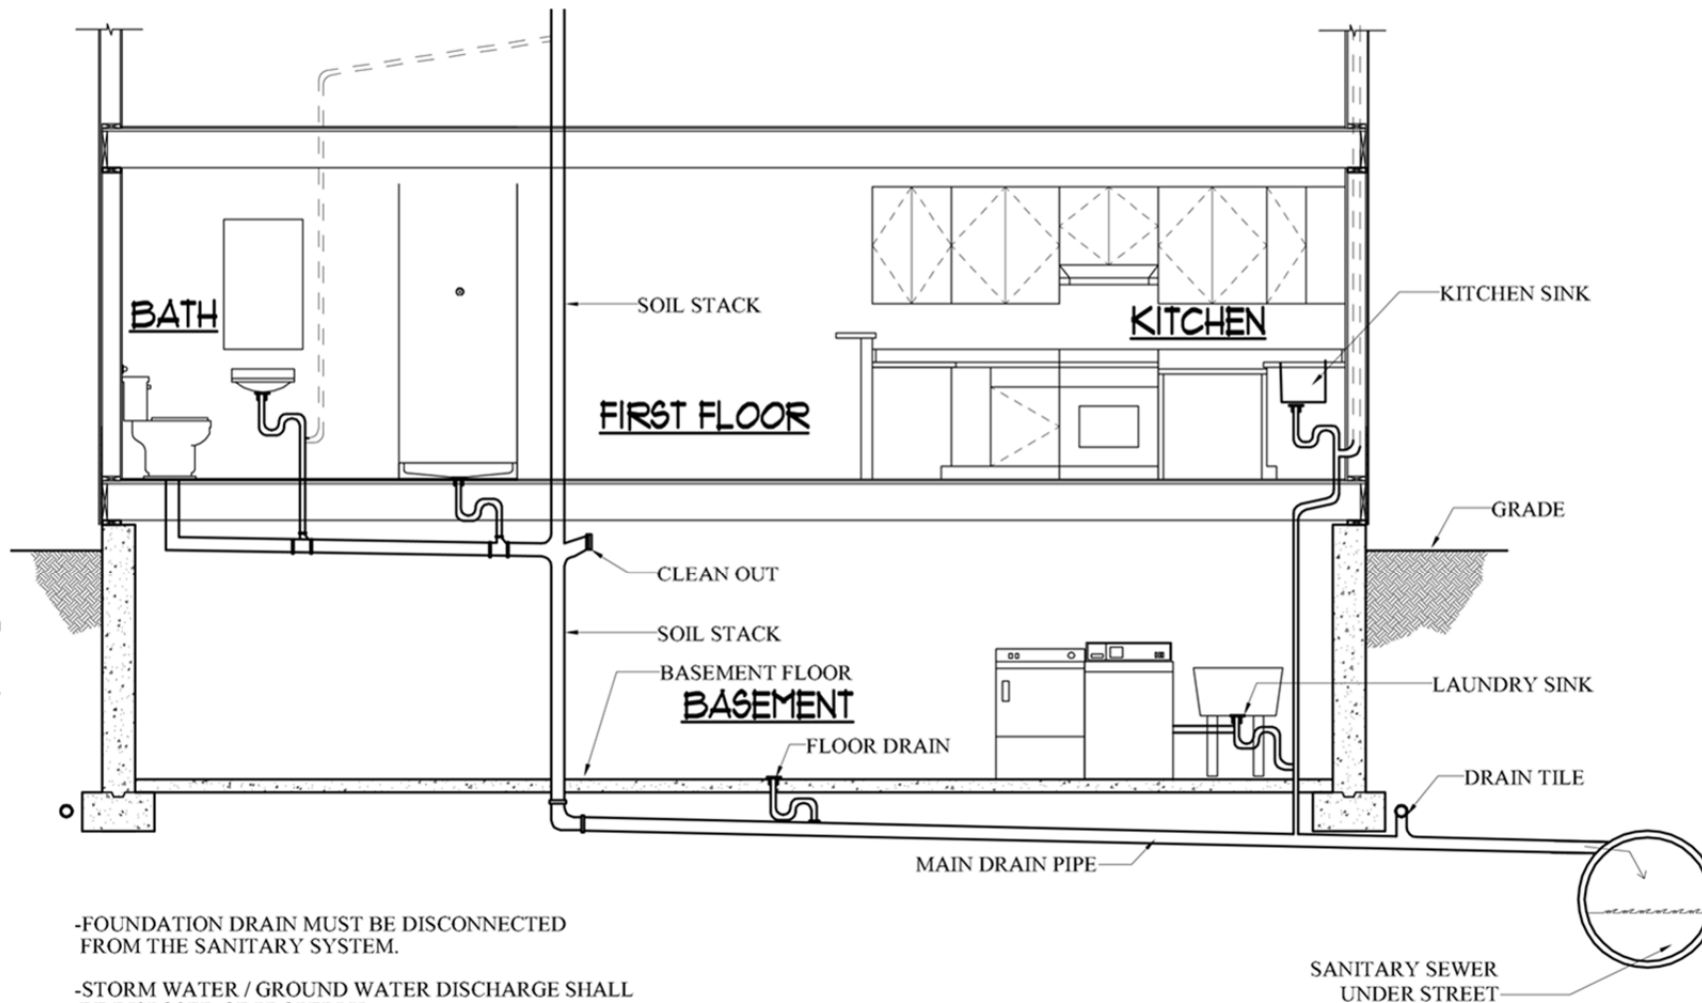 BATH
SOIL STACK
KITCHEN
KITCHEN SINK
FIRST FLOOR
GRADE
CLEAN OUT
SOIL STACK
BASEMENT FLOOR
BASEMENT
LAUNDRY SINK
FLOOR DRAIN
DRAIN TILE
MAIN DRAIN PIPE
-FOUNDATION DRAIN MUST BE DISCONNECTED
FROM THE SANITARY SYSTEM.
-STORM WATER / GROUND WATER DISCHARGE SHALL
SANITARY SEWER
UNDER STREET